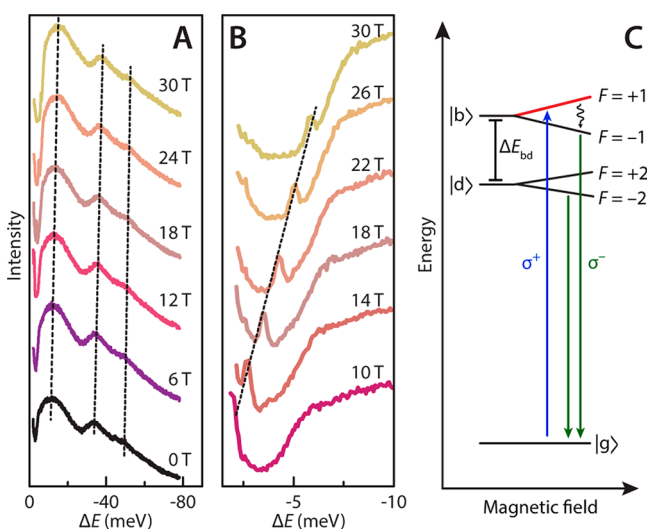 A
30 T
24 T
18 T
12 T
6 T
0 T
Intensity
0
-40
-80
ΔE (meV)
B
30 T
26 T
22 T
18 T
14 T
10 T
-5
-10
ΔE (meV)
C
|b>
F = +1
F = –1
ΔEbd
|d>
F = +2
F = –2
σ+
σ–
|g>
Energy
Magnetic field